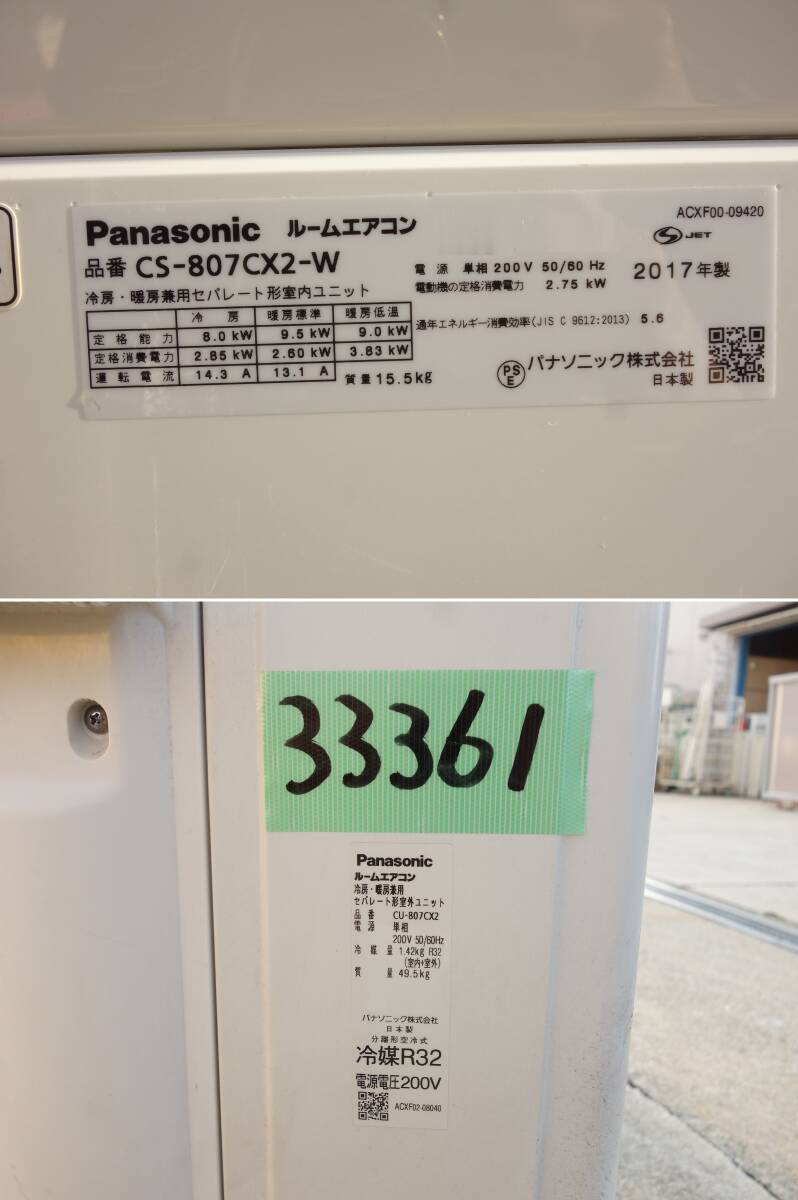 ACXF00-09420
Panasonic ルームエアコン
JET
品番 CS-807CX2-W
電源 単相 200V 50/60 Hz
2017年製
冷房・暖房兼用セパレート形室内ユニット
電動機の定格消費電力 2.75 kW
冷房 暖房標準 暖房低温
定格能力 8.0 kW 9.5 kW 9.0 kW
通年エネルギー消費効率(JIS C 9612:2013) 5.6
定格消費電力 2.85 kW 2.60 kW 3.83 kW
運転電流 14.3 A 13.1 A
質量 15.5kg
PSE パナソニック株式会社
日本製
33361
Panasonic
ルームエアコン
冷房・暖房兼用
セパレート形室外ユニット
品番 CU-807CX2
電源 単相
200V 50/60Hz
冷媒量 1.42kg R32
(室内+室外)
質量 49.5kg
パナソニック株式会社
日本製
分離形空冷式
冷媒R32
電源電圧200V
ACXF02-08040